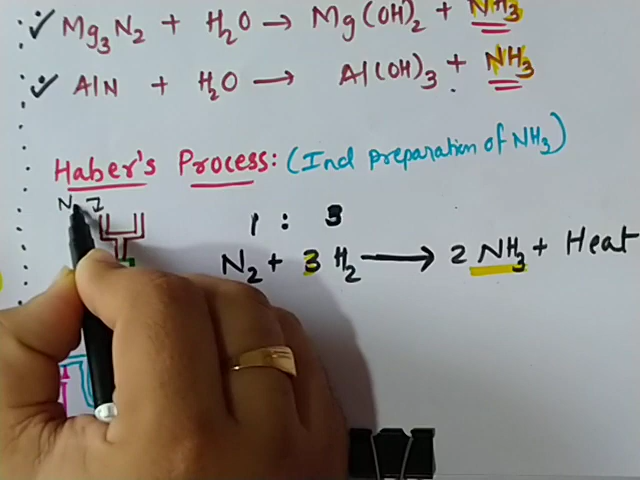 ✓ Mg₃N₂ + H₂O → Mg(OH)₂ + NH₃
✓ AlN + H₂O → Al(OH)₃ + NH₃
Haber's Process: (Ind preparation of NH₃)
1 : 3
N₂ + 3 H₂ → 2 NH₃ + Heat